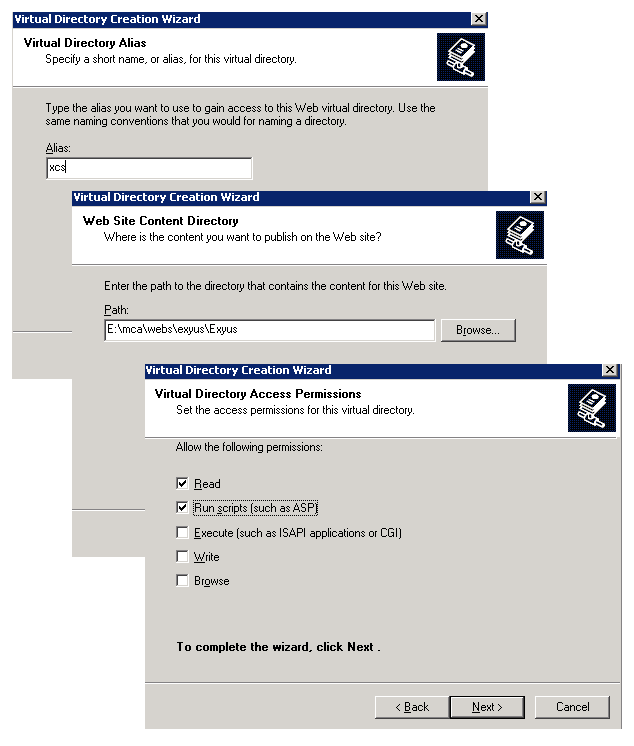 Virtual Directory Creation Wizard
Virtual Directory Alias
Specify a short name, or alias, for this virtual directory.
Type the alias you want to use to gain access to this Web virtual directory. Use the
same naming conventions that you would for naming a directory.
Alias:
xcs
Virtual Directory Creation Wizard
Web Site Content Directory
Where is the content you want to publish on the Web site?
Enter the path to the directory that contains the content for this Web site.
Path:
E:\mca\webs\exyus\Exyus
Browse...
Virtual Directory Creation Wizard
Virtual Directory Access Permissions
Set the access permissions for this virtual directory.
Allow the following permissions:
Read
Run scripts (such as ASP)
Execute (such as ISAPI applications or CGI)
Write
Browse
To complete the wizard, click Next .
< Back
Next >
Cancel